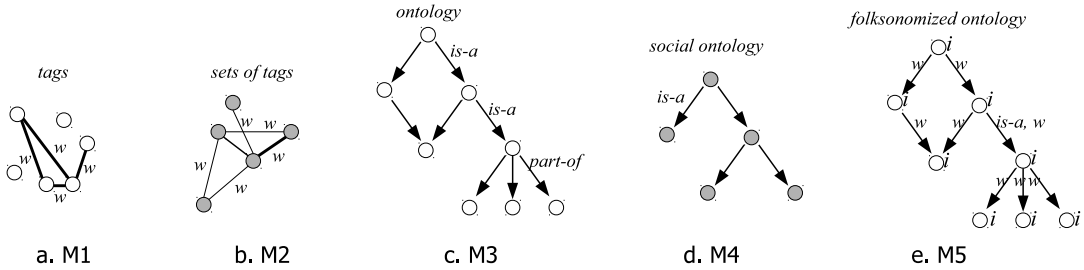 tags
w
w
w
w
a. M1
sets of tags
w
w
w
w
w
b. M2
ontology
is-a
is-a
part-of
c. M3
social ontology
is-a
d. M4
folksonomized ontology
i
w w
i i
w w is-a, w
i i
w w w
i i i
e. M5